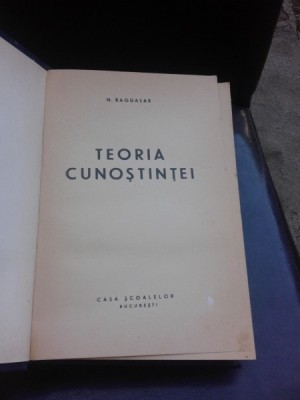 N. BAGDASAR
TEORIA
CUNOȘTINȚEI
CASA ȘCOALELOR
BUCUREȘTI